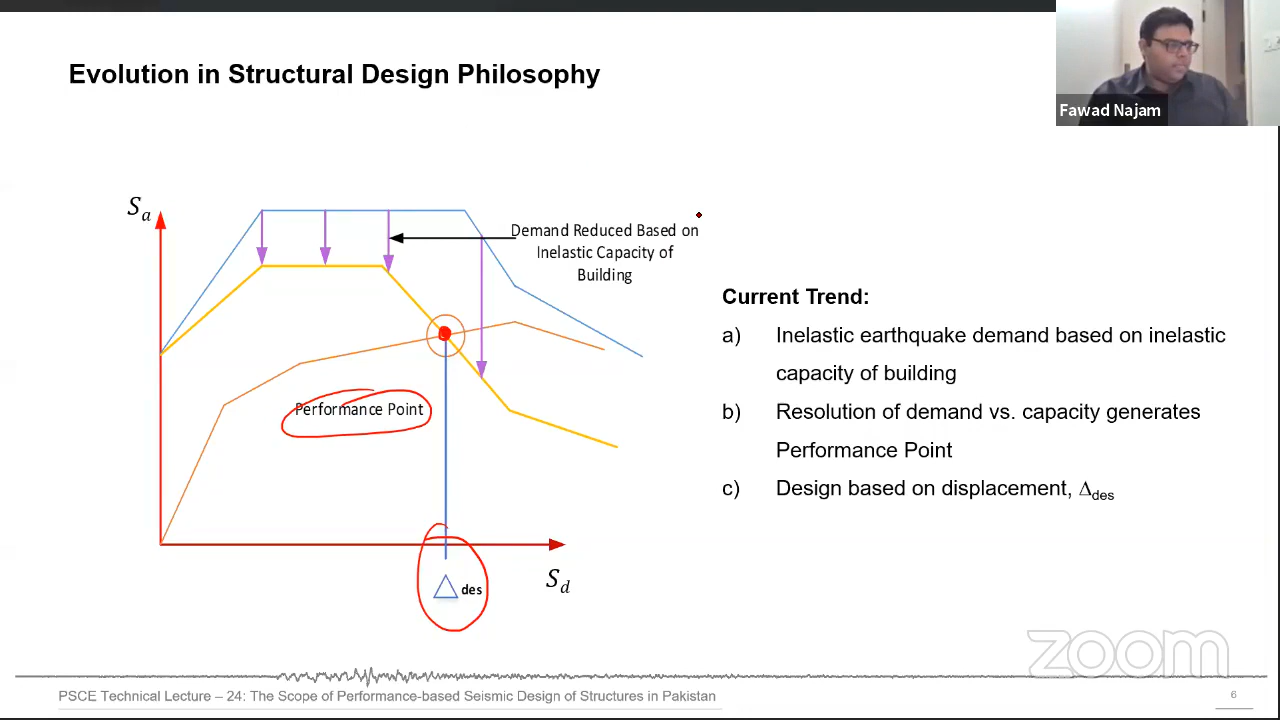 Evolution in Structural Design Philosophy
Fawad Najam
Sa
Demand Reduced Based on
Inelastic Capacity of
Building
Performance Point
Sd
des
Current Trend:
a) Inelastic earthquake demand based on inelastic
capacity of building
b) Resolution of demand vs. capacity generates
Performance Point
c) Design based on displacement, Δdes
zoom
PSCE Technical Lecture – 24: The Scope of Performance-based Seismic Design of Structures in Pakistan
6